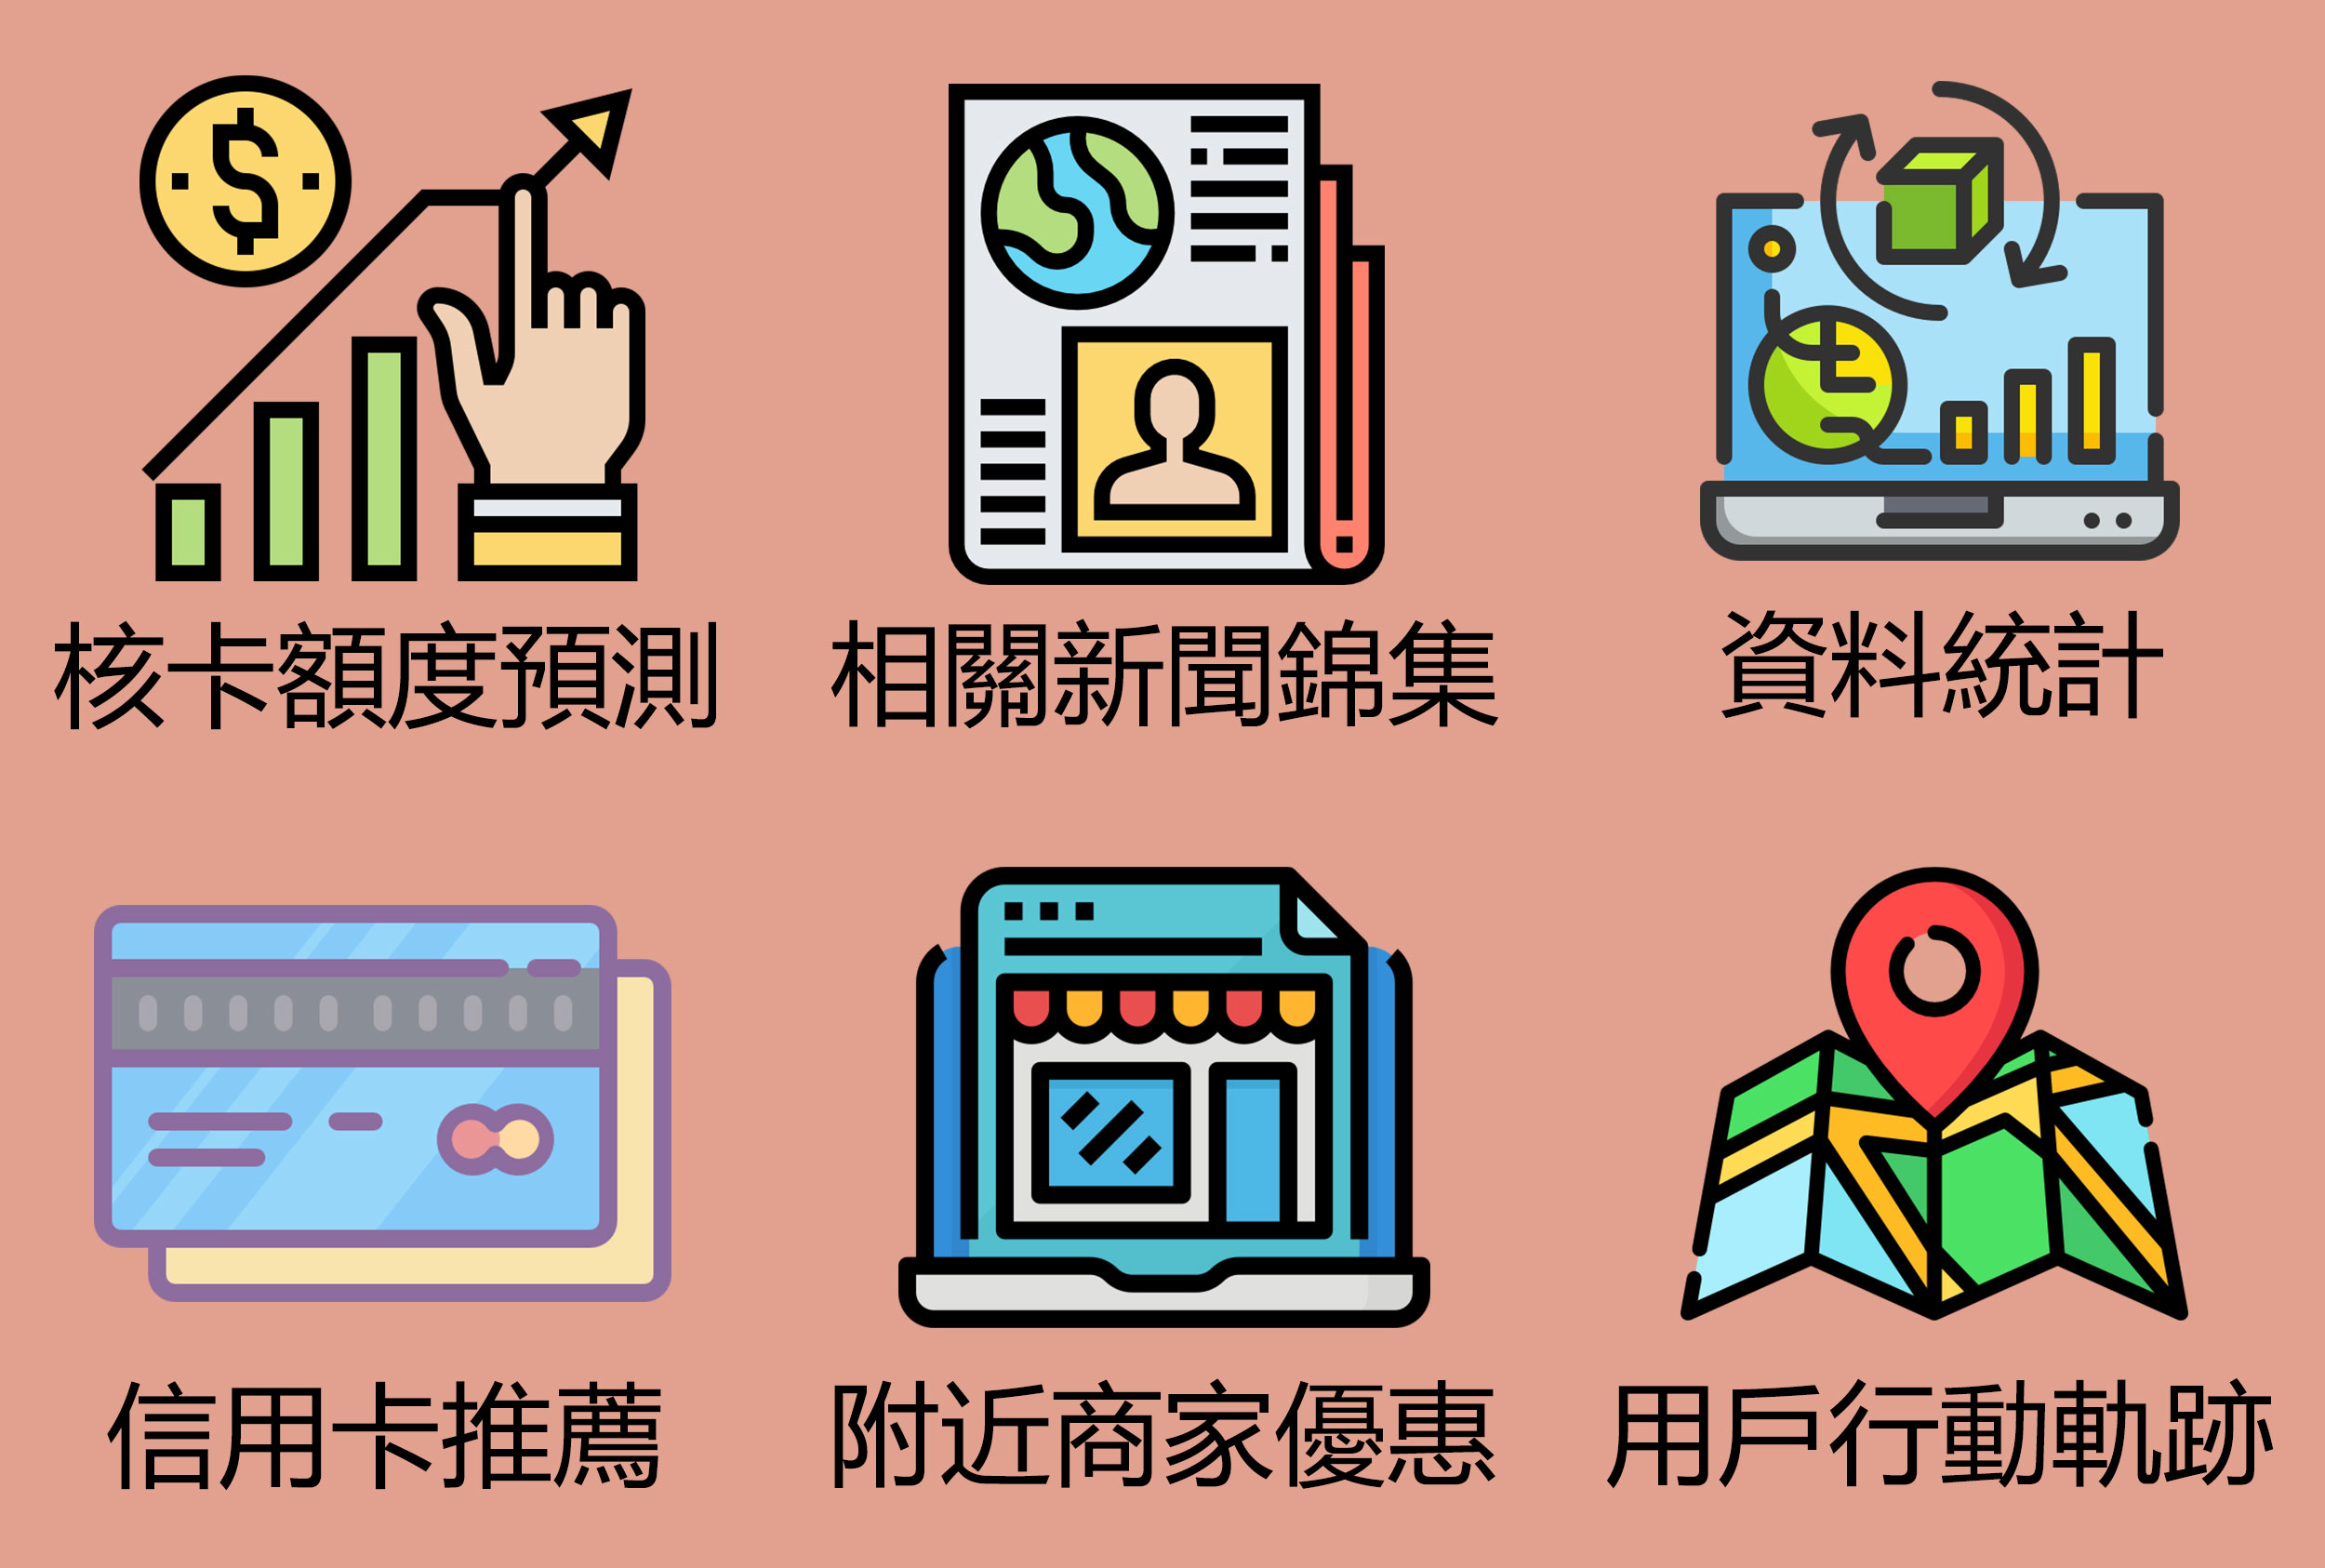 核卡額度預測
相關新聞錦集
資料統計
信用卡推薦
附近商家優惠
用戶行動軌跡